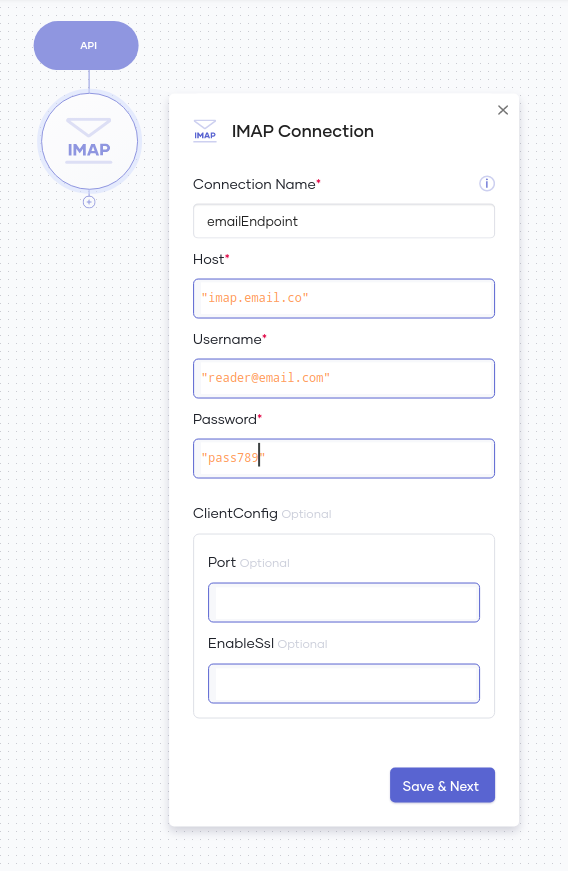 API
IMAP
IMAP
IMAP Connection
Connection Name*
emailEndpoint
Host*
"imap.email.co"
Username*
"reader@email.com"
Password*
"pass789"
ClientConfig Optional
Port Optional
EnableSsl Optional
Save & Next